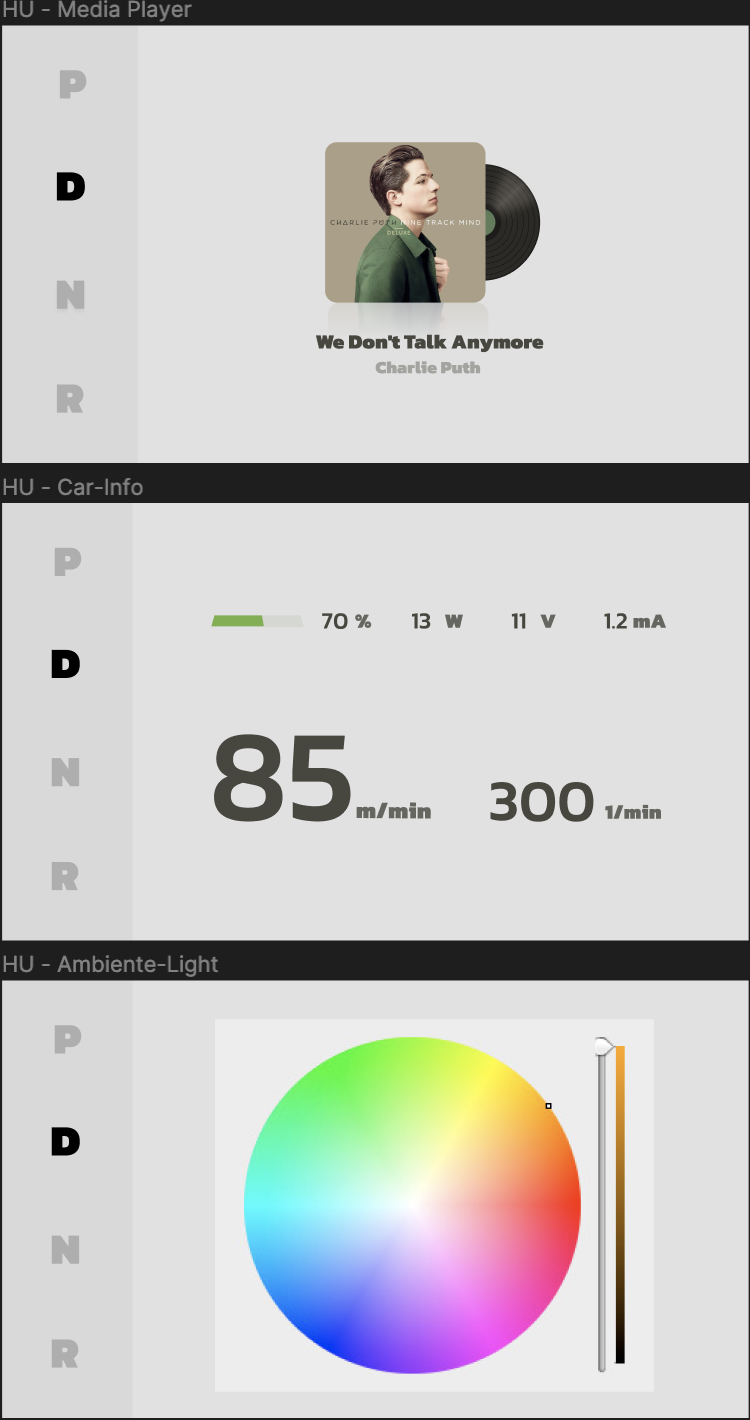 HU - Media Player
P
D
N
R
CHARLIE PUTH NINE TRACK MIND
DELUXE
We Don't Talk Anymore
Charlie Puth
HU - Car-Info
P
D
N
R
70 % 13 W 11 V 1.2 mA
85 m/min 300 1/min
HU - Ambiente-Light
P
D
N
R